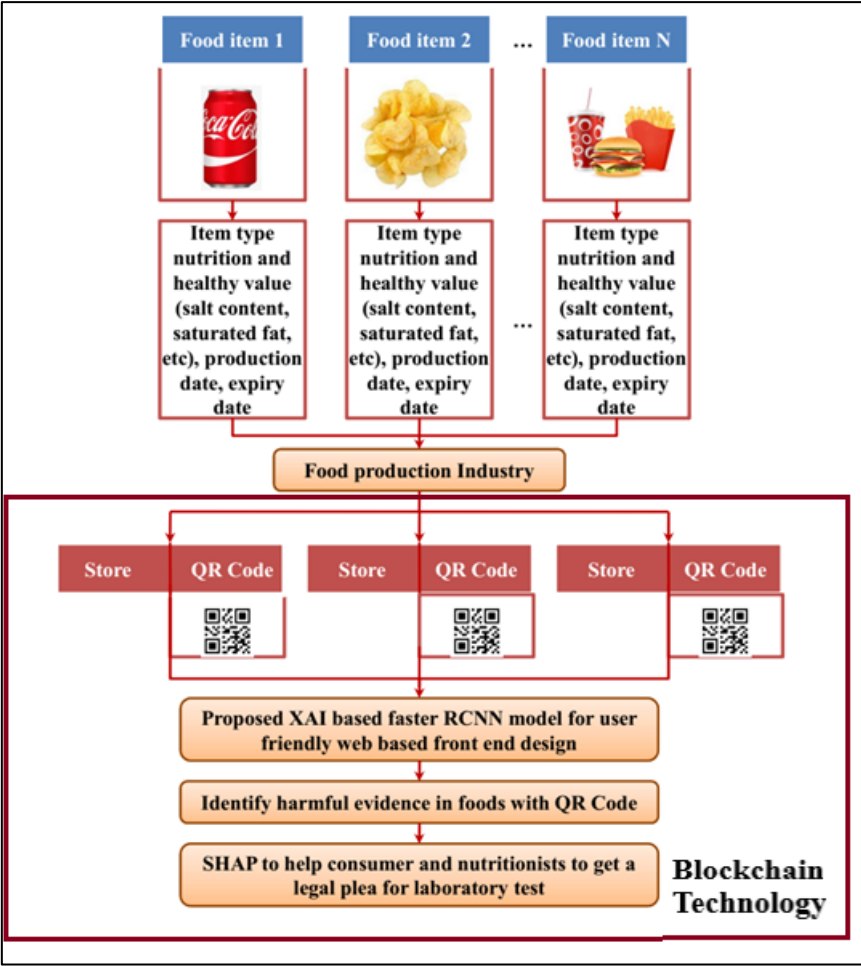 Food item 1
Food item 2
...
Food item N
Coca-Cola
Item type
nutrition and
healthy value
(salt content,
saturated fat,
etc), production
date, expiry
date
Item type
nutrition and
healthy value
(salt content,
saturated fat,
etc), production
date, expiry
date
...
Item type
nutrition and
healthy value
(salt content,
saturated fat,
etc), production
date, expiry
date
Food production Industry
Store
QR Code
Store
QR Code
Store
QR Code
Proposed XAI based faster RCNN model for user
friendly web based front end design
Identify harmful evidence in foods with QR Code
SHAP to help consumer and nutritionists to get a
legal plea for laboratory test
Blockchain
Technology